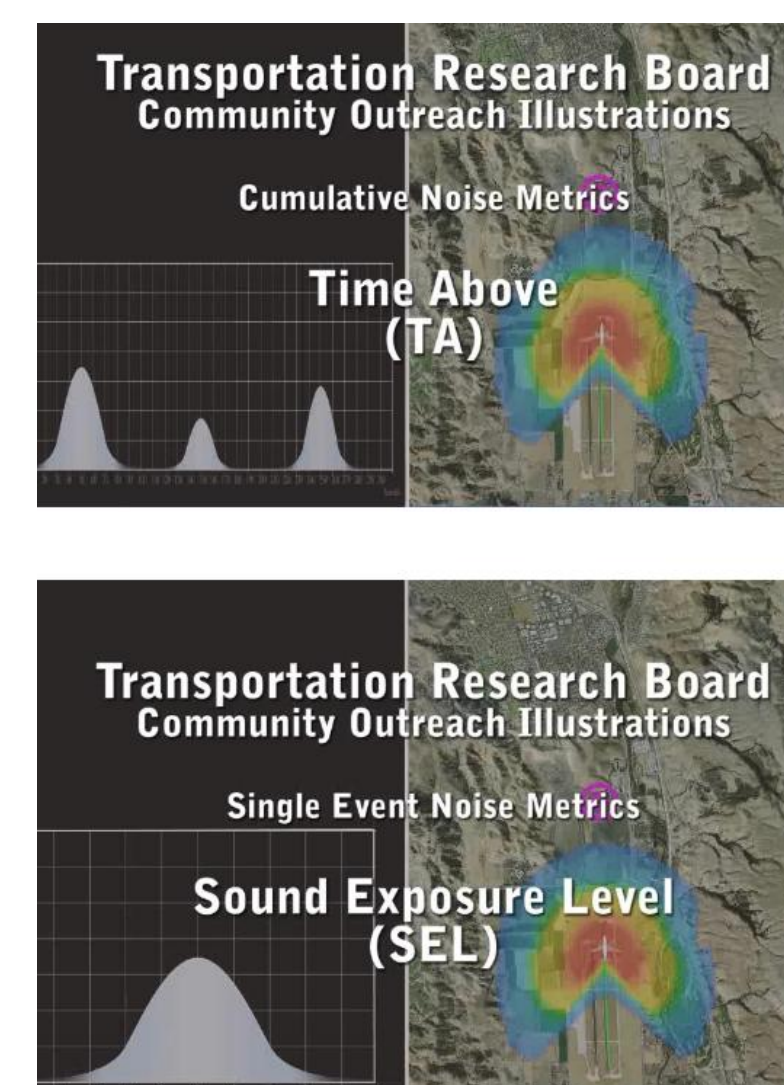 Transportation Research Board
Community Outreach Illustrations
Cumulative Noise Metrics
Time Above
(TA)
Transportation Research Board
Community Outreach Illustrations
Single Event Noise Metrics
Sound Exposure Level
(SEL)